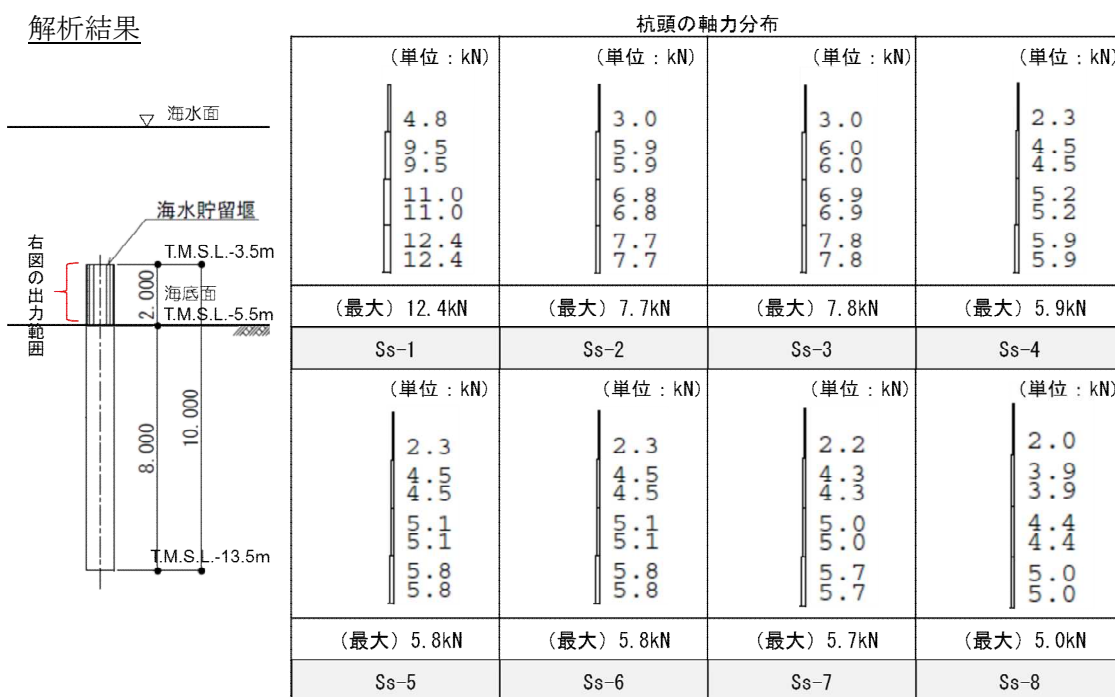 解析結果
海水面
海水貯留堰
右図の出力範囲
T.M.S.L.-3.5m
2.000
海底面
T.M.S.L.-5.5m
8.000
10.000
T.M.S.L.-13.5m
杭頭の軸力分布
(単位：kN) (単位：kN) (単位：kN) (単位：kN)
4.8 3.0 3.0 2.3
9.5 5.9 6.0 4.5
9.5 5.9 6.0 4.5
11.0 6.8 6.9 5.2
11.0 6.8 6.9 5.2
12.4 7.7 7.8 5.9
12.4 7.7 7.8 5.9
(最大) 12.4kN (最大) 7.7kN (最大) 7.8kN (最大) 5.9kN
Ss-1 Ss-2 Ss-3 Ss-4
(単位：kN) (単位：kN) (単位：kN) (単位：kN)
2.3 2.3 2.2 2.0
4.5 4.5 4.3 3.9
4.5 4.5 4.3 3.9
5.1 5.1 5.0 4.4
5.1 5.1 5.0 4.4
5.8 5.8 5.7 5.0
5.8 5.8 5.7 5.0
(最大) 5.8kN (最大) 5.8kN (最大) 5.7kN (最大) 5.0kN
Ss-5 Ss-6 Ss-7 Ss-8